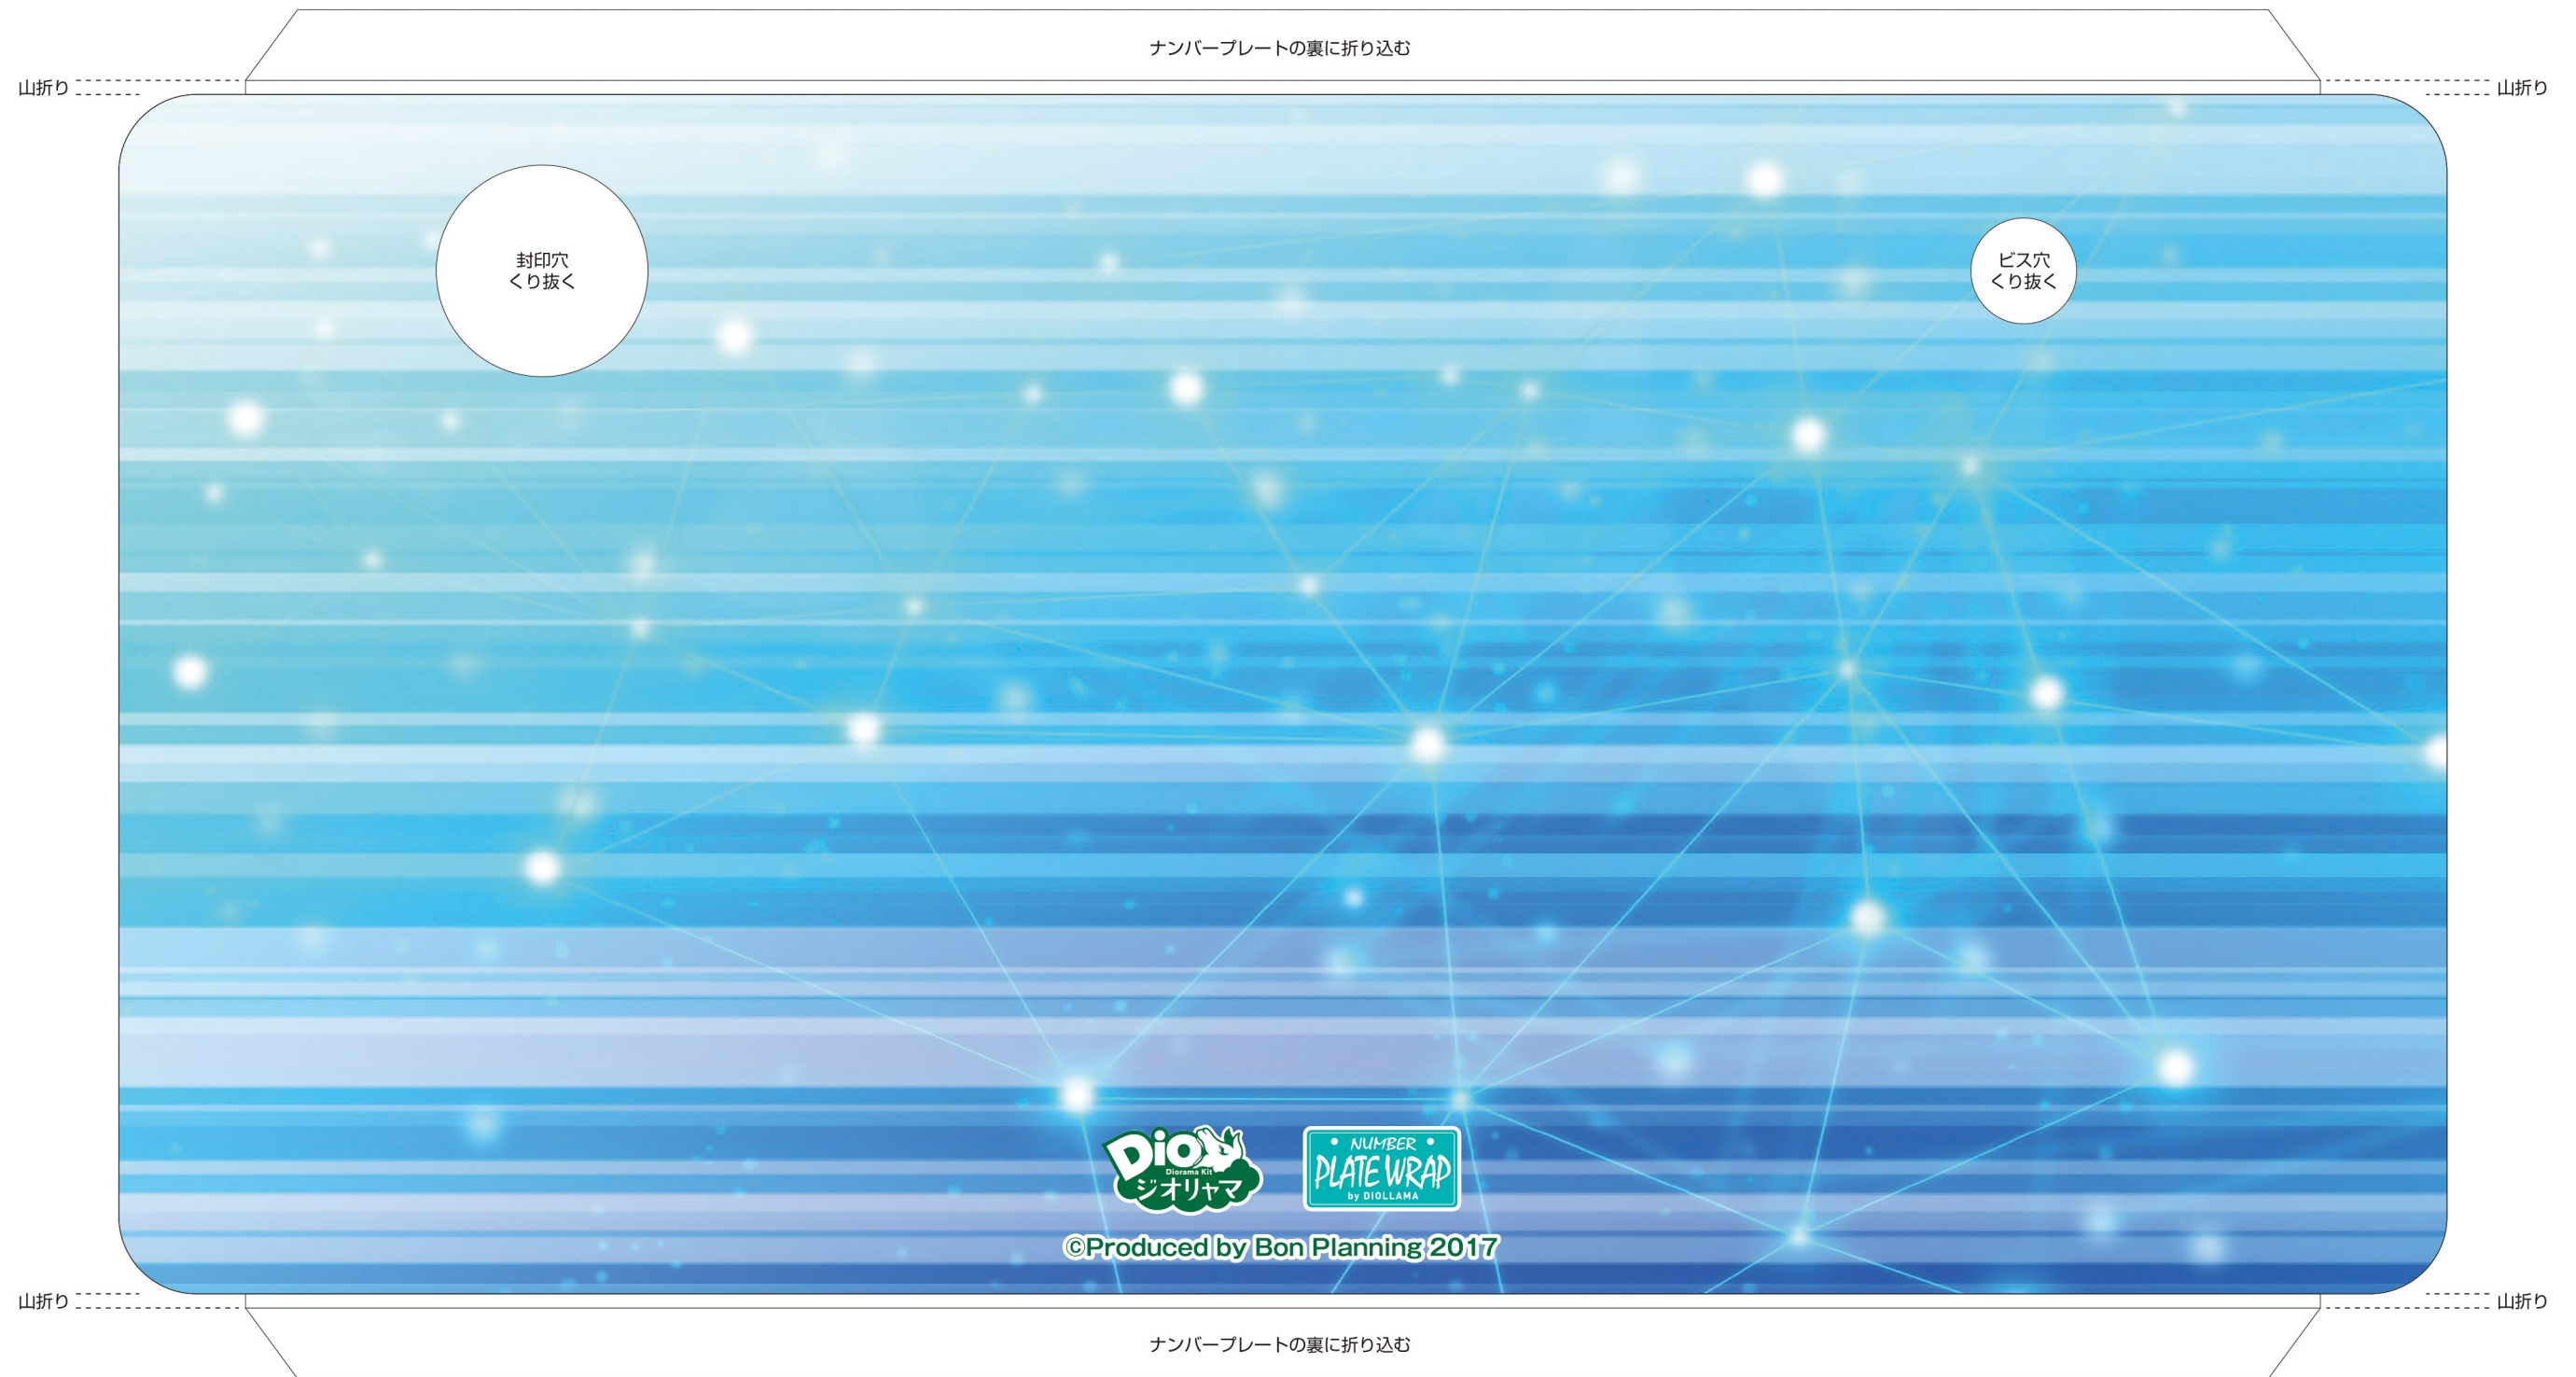 ナンバープレートの裏に折り込む
山折り
山折り
封印穴
くり抜く
ビス穴
くり抜く
Dio
Diorama Kit
ジオリャマ
NUMBER
PLATE WRAP
by DIOLLAMA
©Produced by Bon Planning 2017
山折り
山折り
ナンバープレートの裏に折り込む